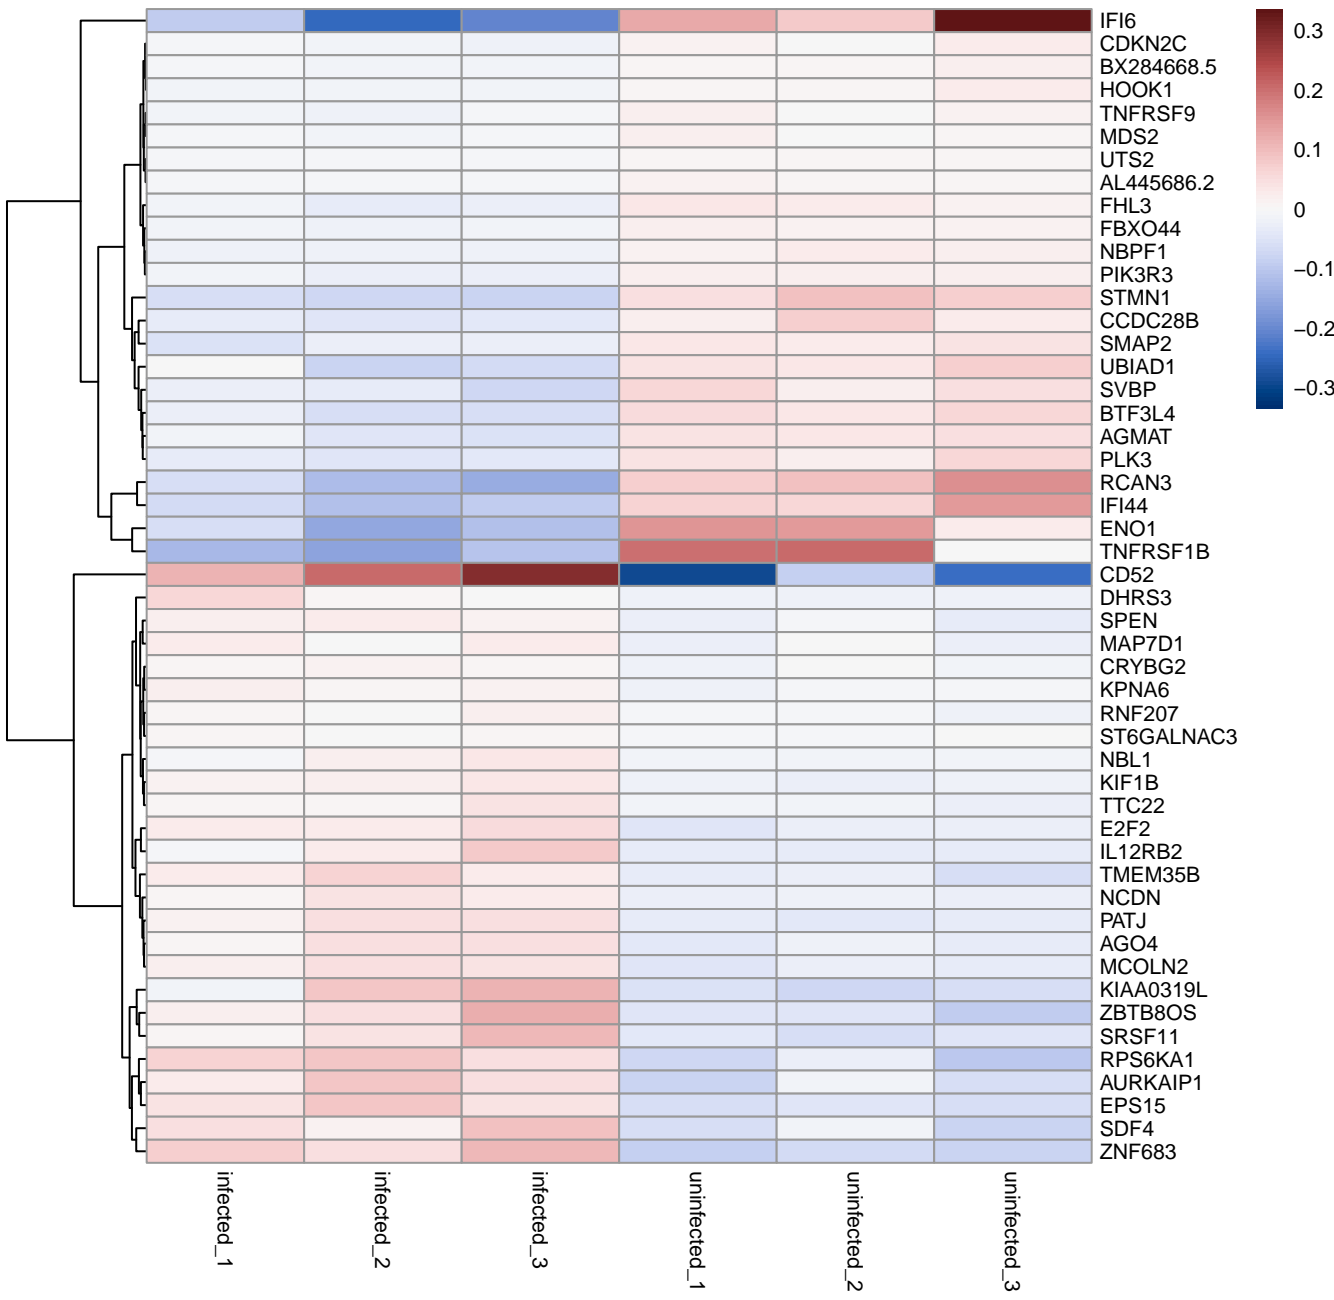 IFI6
CDKN2C
BX284668.5
HOOK1
TNFRSF9
MDS2
UTS2
AL445686.2
FHL3
FBXO44
NBPF1
PIK3R3
STMN1
CCDC28B
SMAP2
UBIAD1
SVBP
BTF3L4
AGMAT
PLK3
RCAN3
IFI44
ENO1
TNFRSF1B
CD52
DHRS3
SPEN
MAP7D1
CRYBG2
KPNA6
RNF207
ST6GALNAC3
NBL1
KIF1B
TTC22
E2F2
IL12RB2
TMEM35B
NCDN
PATJ
AGO4
MCOLN2
KIAA0319L
ZBTB8OS
SRSF11
RPS6KA1
AURKAIP1
EPS15
SDF4
ZNF683
infected_1
infected_2
infected_3
uninfected_1
uninfected_2
uninfected_3
0.3
0.2
0.1
0
−0.1
−0.2
−0.3